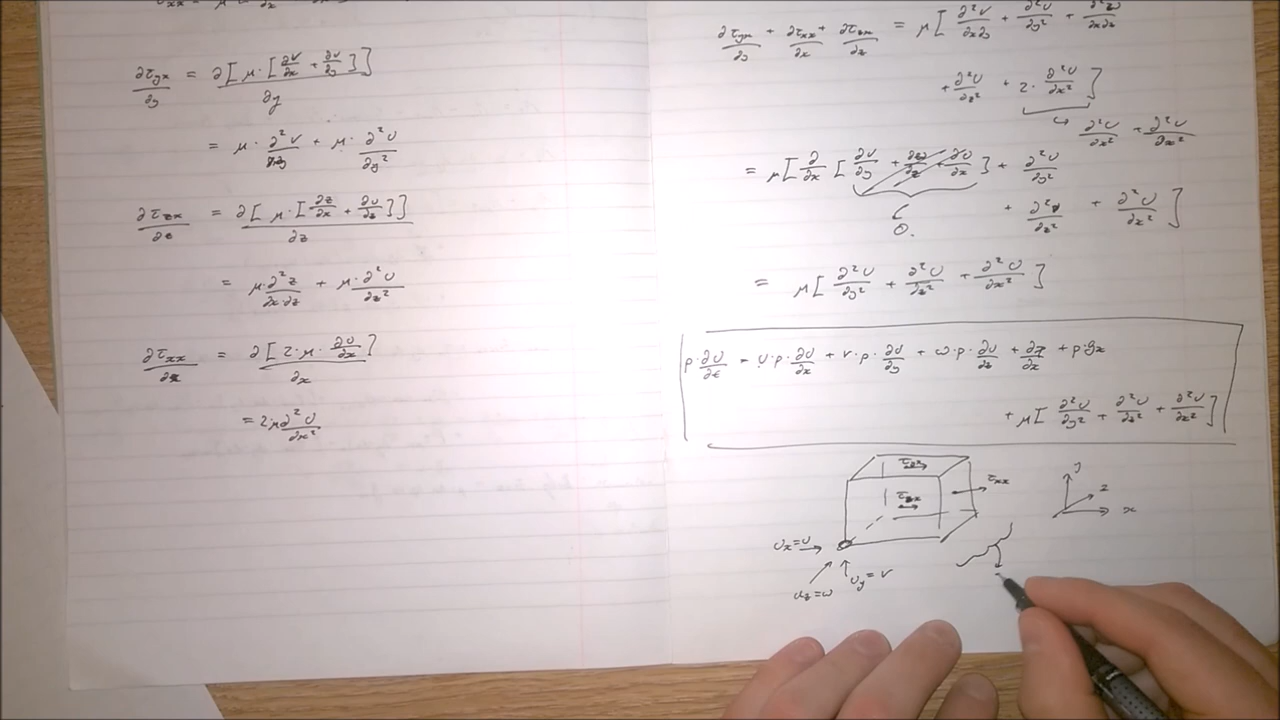 ∂τyx/∂y = ∂[μ·[∂v/∂x + ∂u/∂y]]/∂y
= μ·∂²v/∂x∂y + μ·∂²u/∂y²
∂τzx/∂z = ∂[μ·[∂z/∂x + ∂u/∂z]]/∂z
= μ·∂²z/∂x·∂z + μ·∂²u/∂z²
∂τxx/∂x = ∂[2·μ·∂u/∂x]/∂x
= 2μ∂²u/∂x²
∂τyx/∂y + ∂τxx/∂x + ∂τzx/∂z = μ[∂²v/∂x∂y + ∂²u/∂y² + ∂²w/∂x∂z
+ ∂²u/∂z² + 2·∂²u/∂x²]
∂²u/∂x² + ∂²u/∂x²
= μ[∂/∂x[∂v/∂y + ∂w/∂z + ∂u/∂x] + ∂²u/∂y²
+ ∂²u/∂z² + ∂²u/∂x²]
0.
= μ[∂²u/∂y² + ∂²u/∂z² + ∂²u/∂x²]
ρ·∂u/∂t = u·ρ·∂u/∂x + v·ρ·∂u/∂y + w·ρ·∂u/∂z + ∂p/∂x + ρ·gx
+ μ[∂²u/∂y² + ∂²u/∂z² + ∂²u/∂x²]
τyx
τxx
τzx
y
z
x
Ux=u
Uy=v
Uz=w